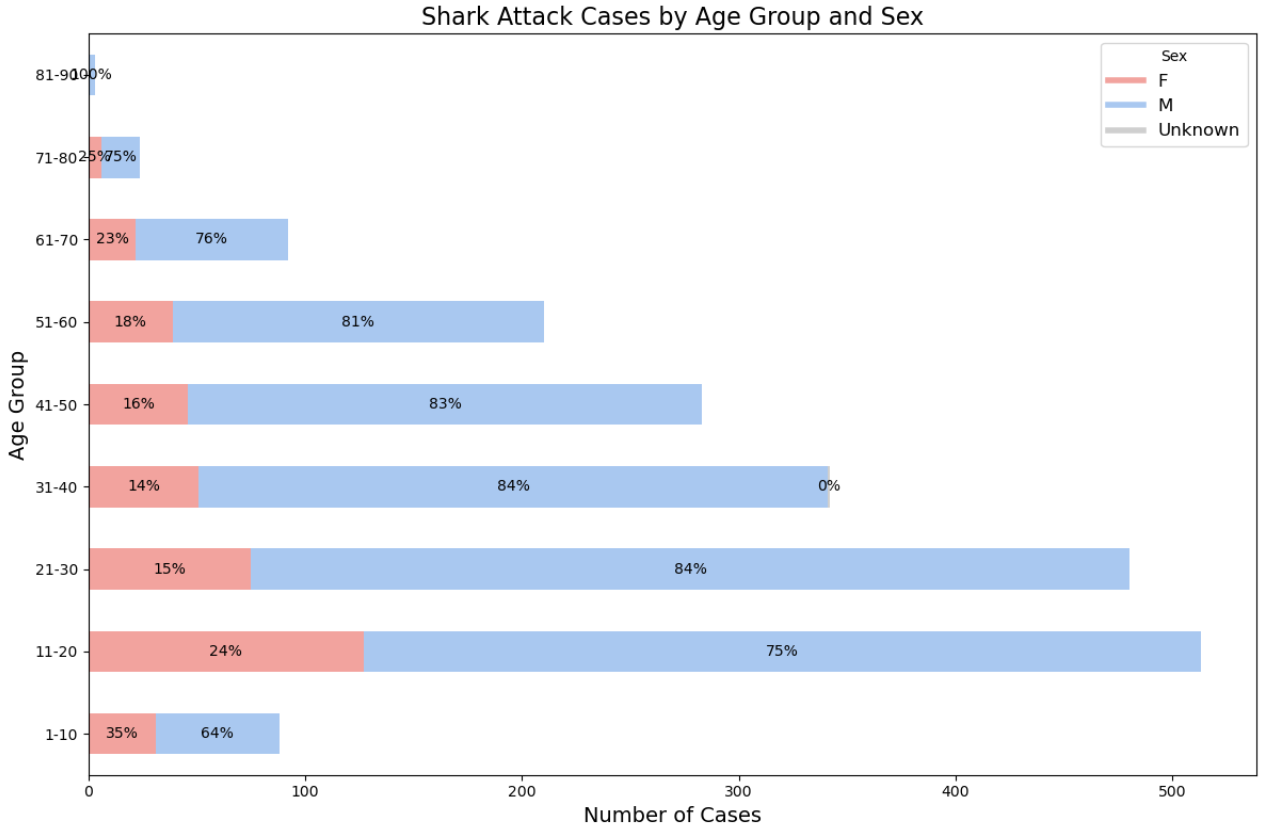 Shark Attack Cases by Age Group and Sex
Sex
F
M
Unknown
81-90 100%
71-80 25% 75%
61-70 23% 76%
51-60 18% 81%
41-50 16% 83%
31-40 14% 84% 0%
21-30 15% 84%
11-20 24% 75%
1-10 35% 64%
Age Group
0 100 200 300 400 500
Number of Cases